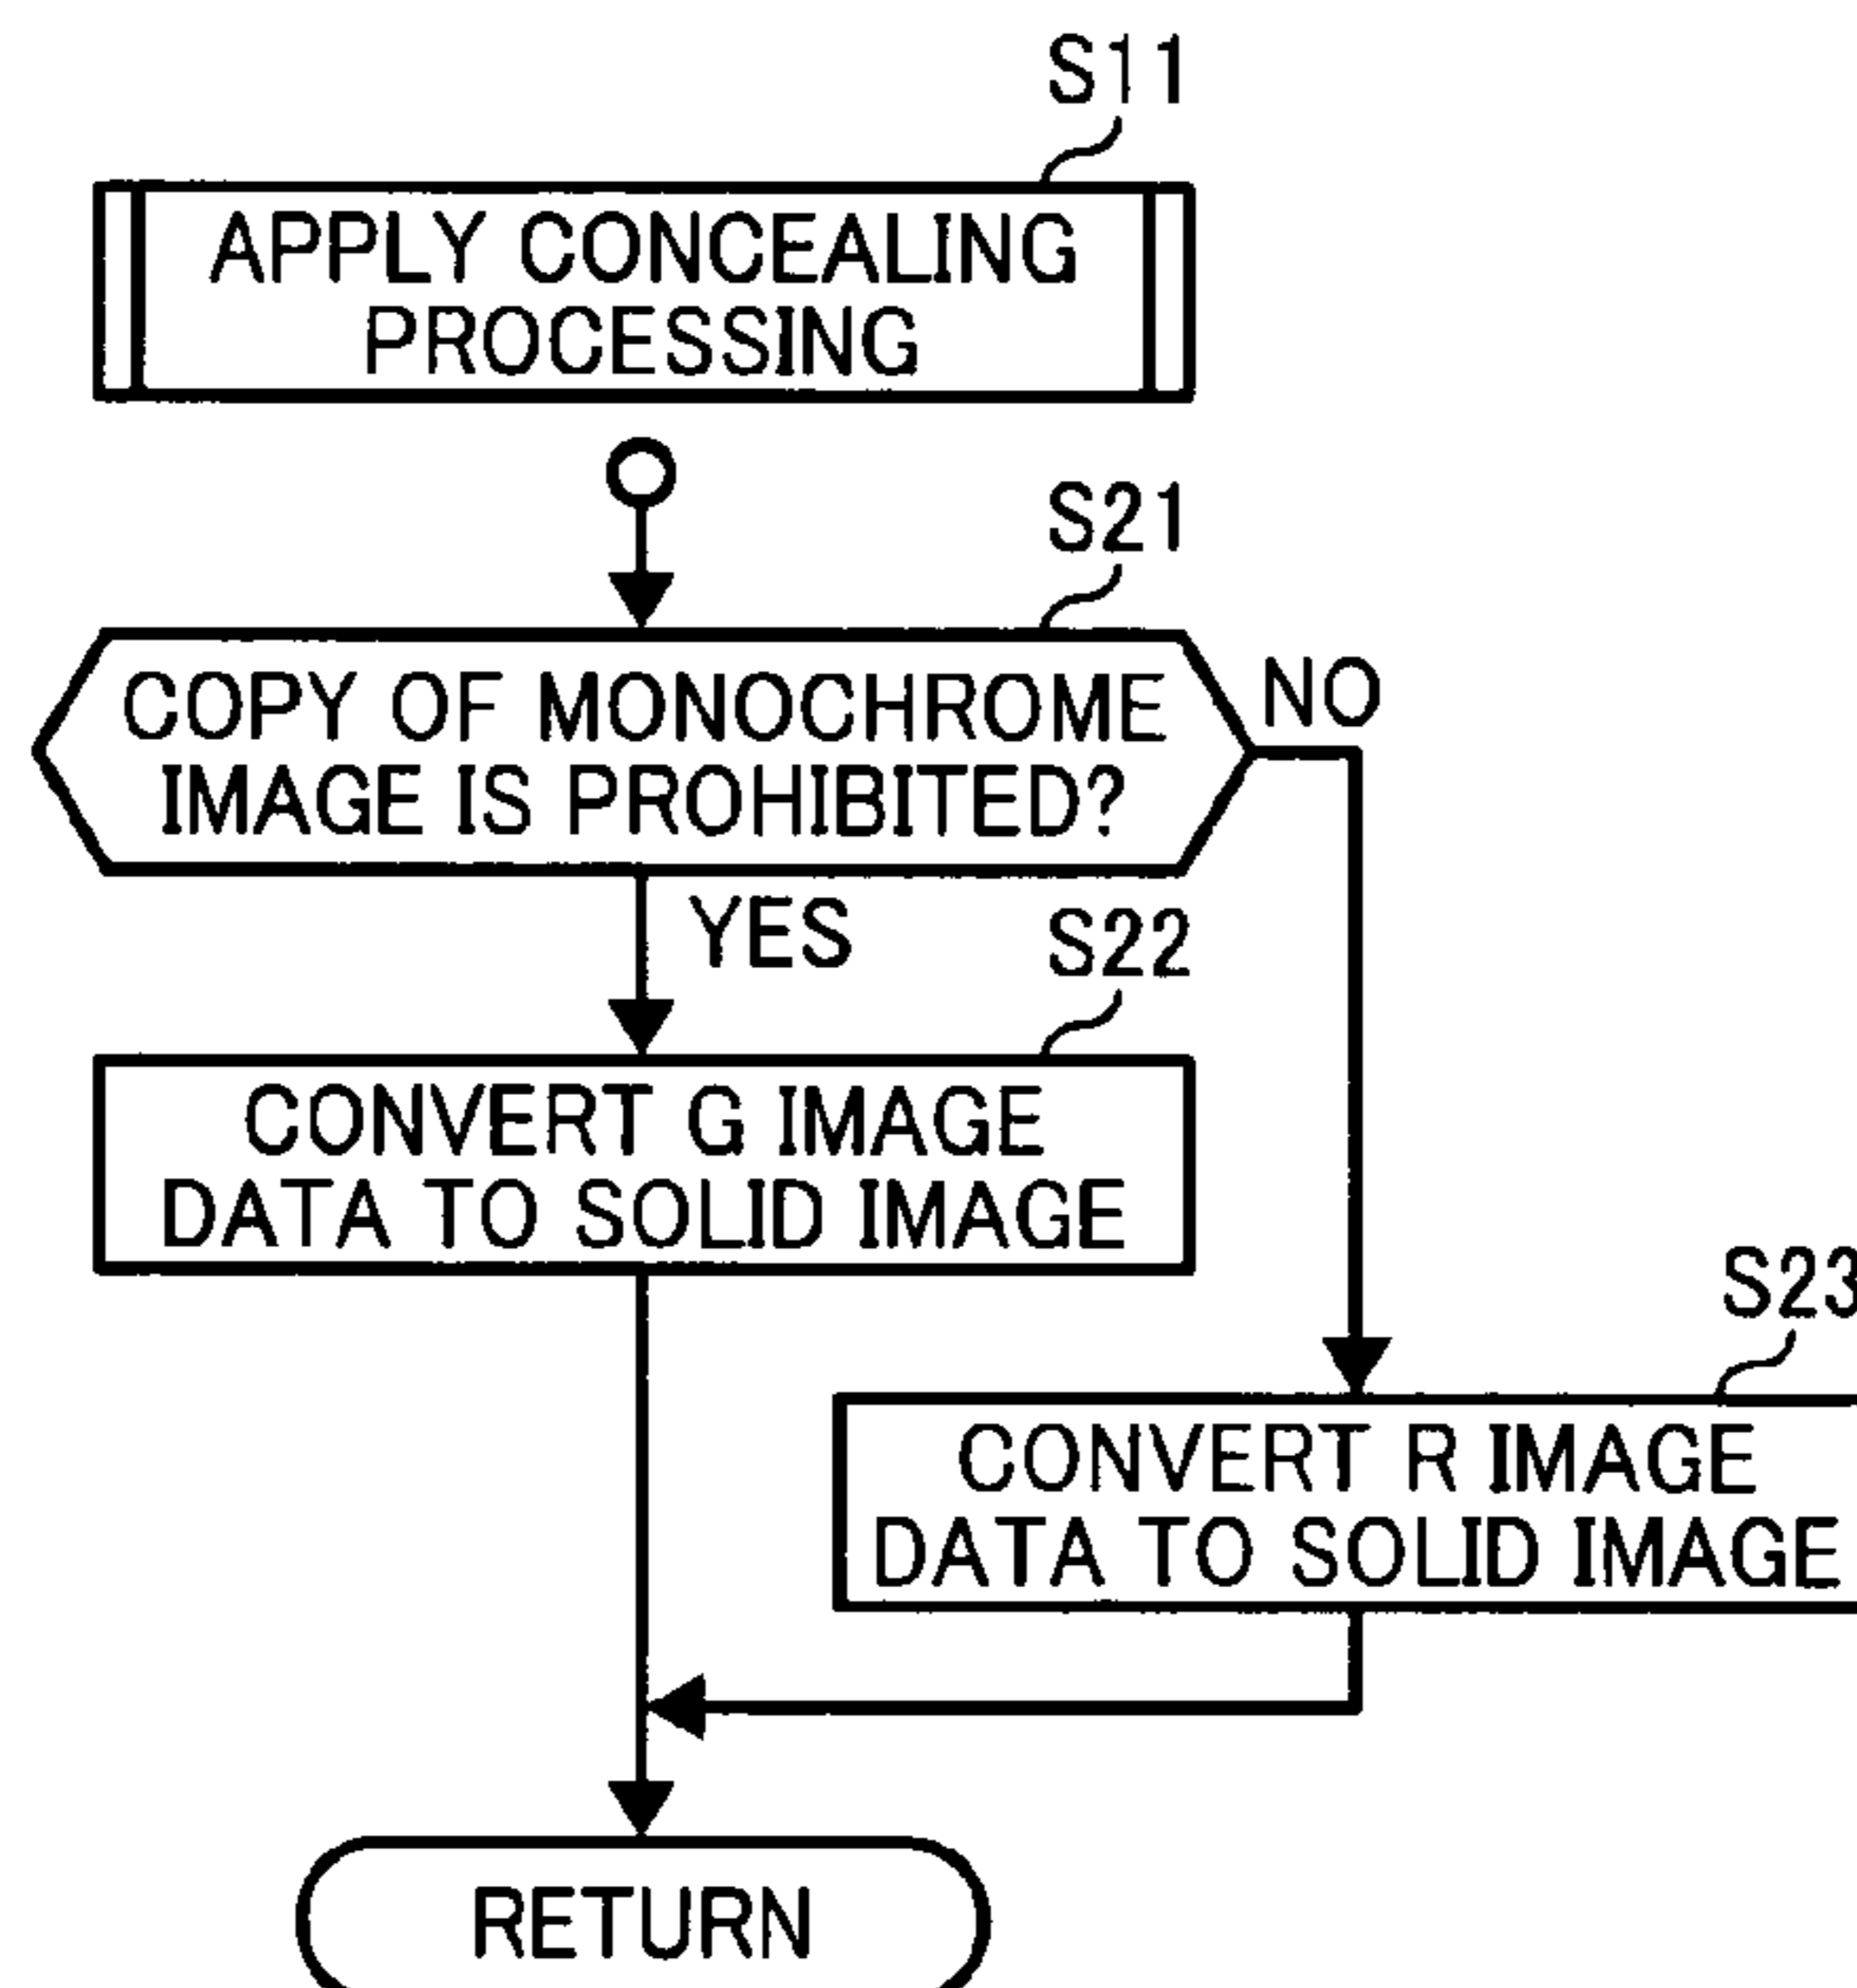 S11
APPLY CONCEALING
PROCESSING
S21
COPY OF MONOCHROME
IMAGE IS PROHIBITED?
NO
YES
S22
CONVERT G IMAGE
DATA TO SOLID IMAGE
S23
CONVERT R IMAGE
DATA TO SOLID IMAGE
RETURN